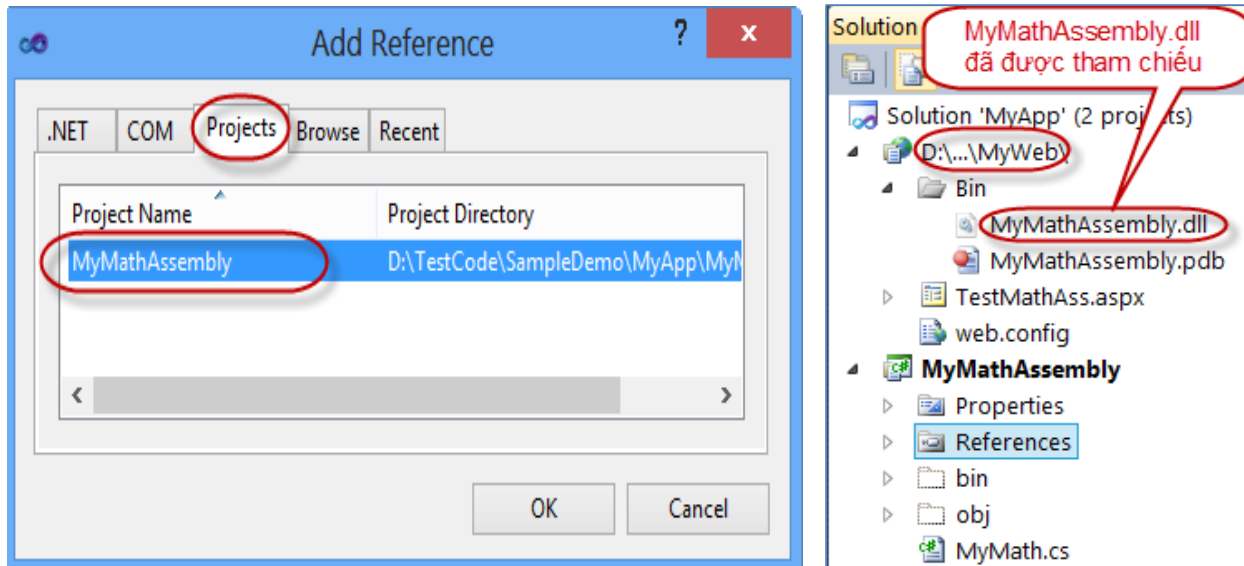 Add Reference
?
x
.NET COM Projects Browse Recent
Project Name Project Directory
MyMathAssembly D:\TestCode\SampleDemo\MyApp\MyM
OK Cancel
Solution
MyMathAssembly.dll
đã được tham chiếu
Solution 'MyApp' (2 projects)
D:\...\MyWeb\
Bin
MyMathAssembly.dll
MyMathAssembly.pdb
TestMathAss.aspx
web.config
MyMathAssembly
Properties
References
bin
obj
MyMath.cs